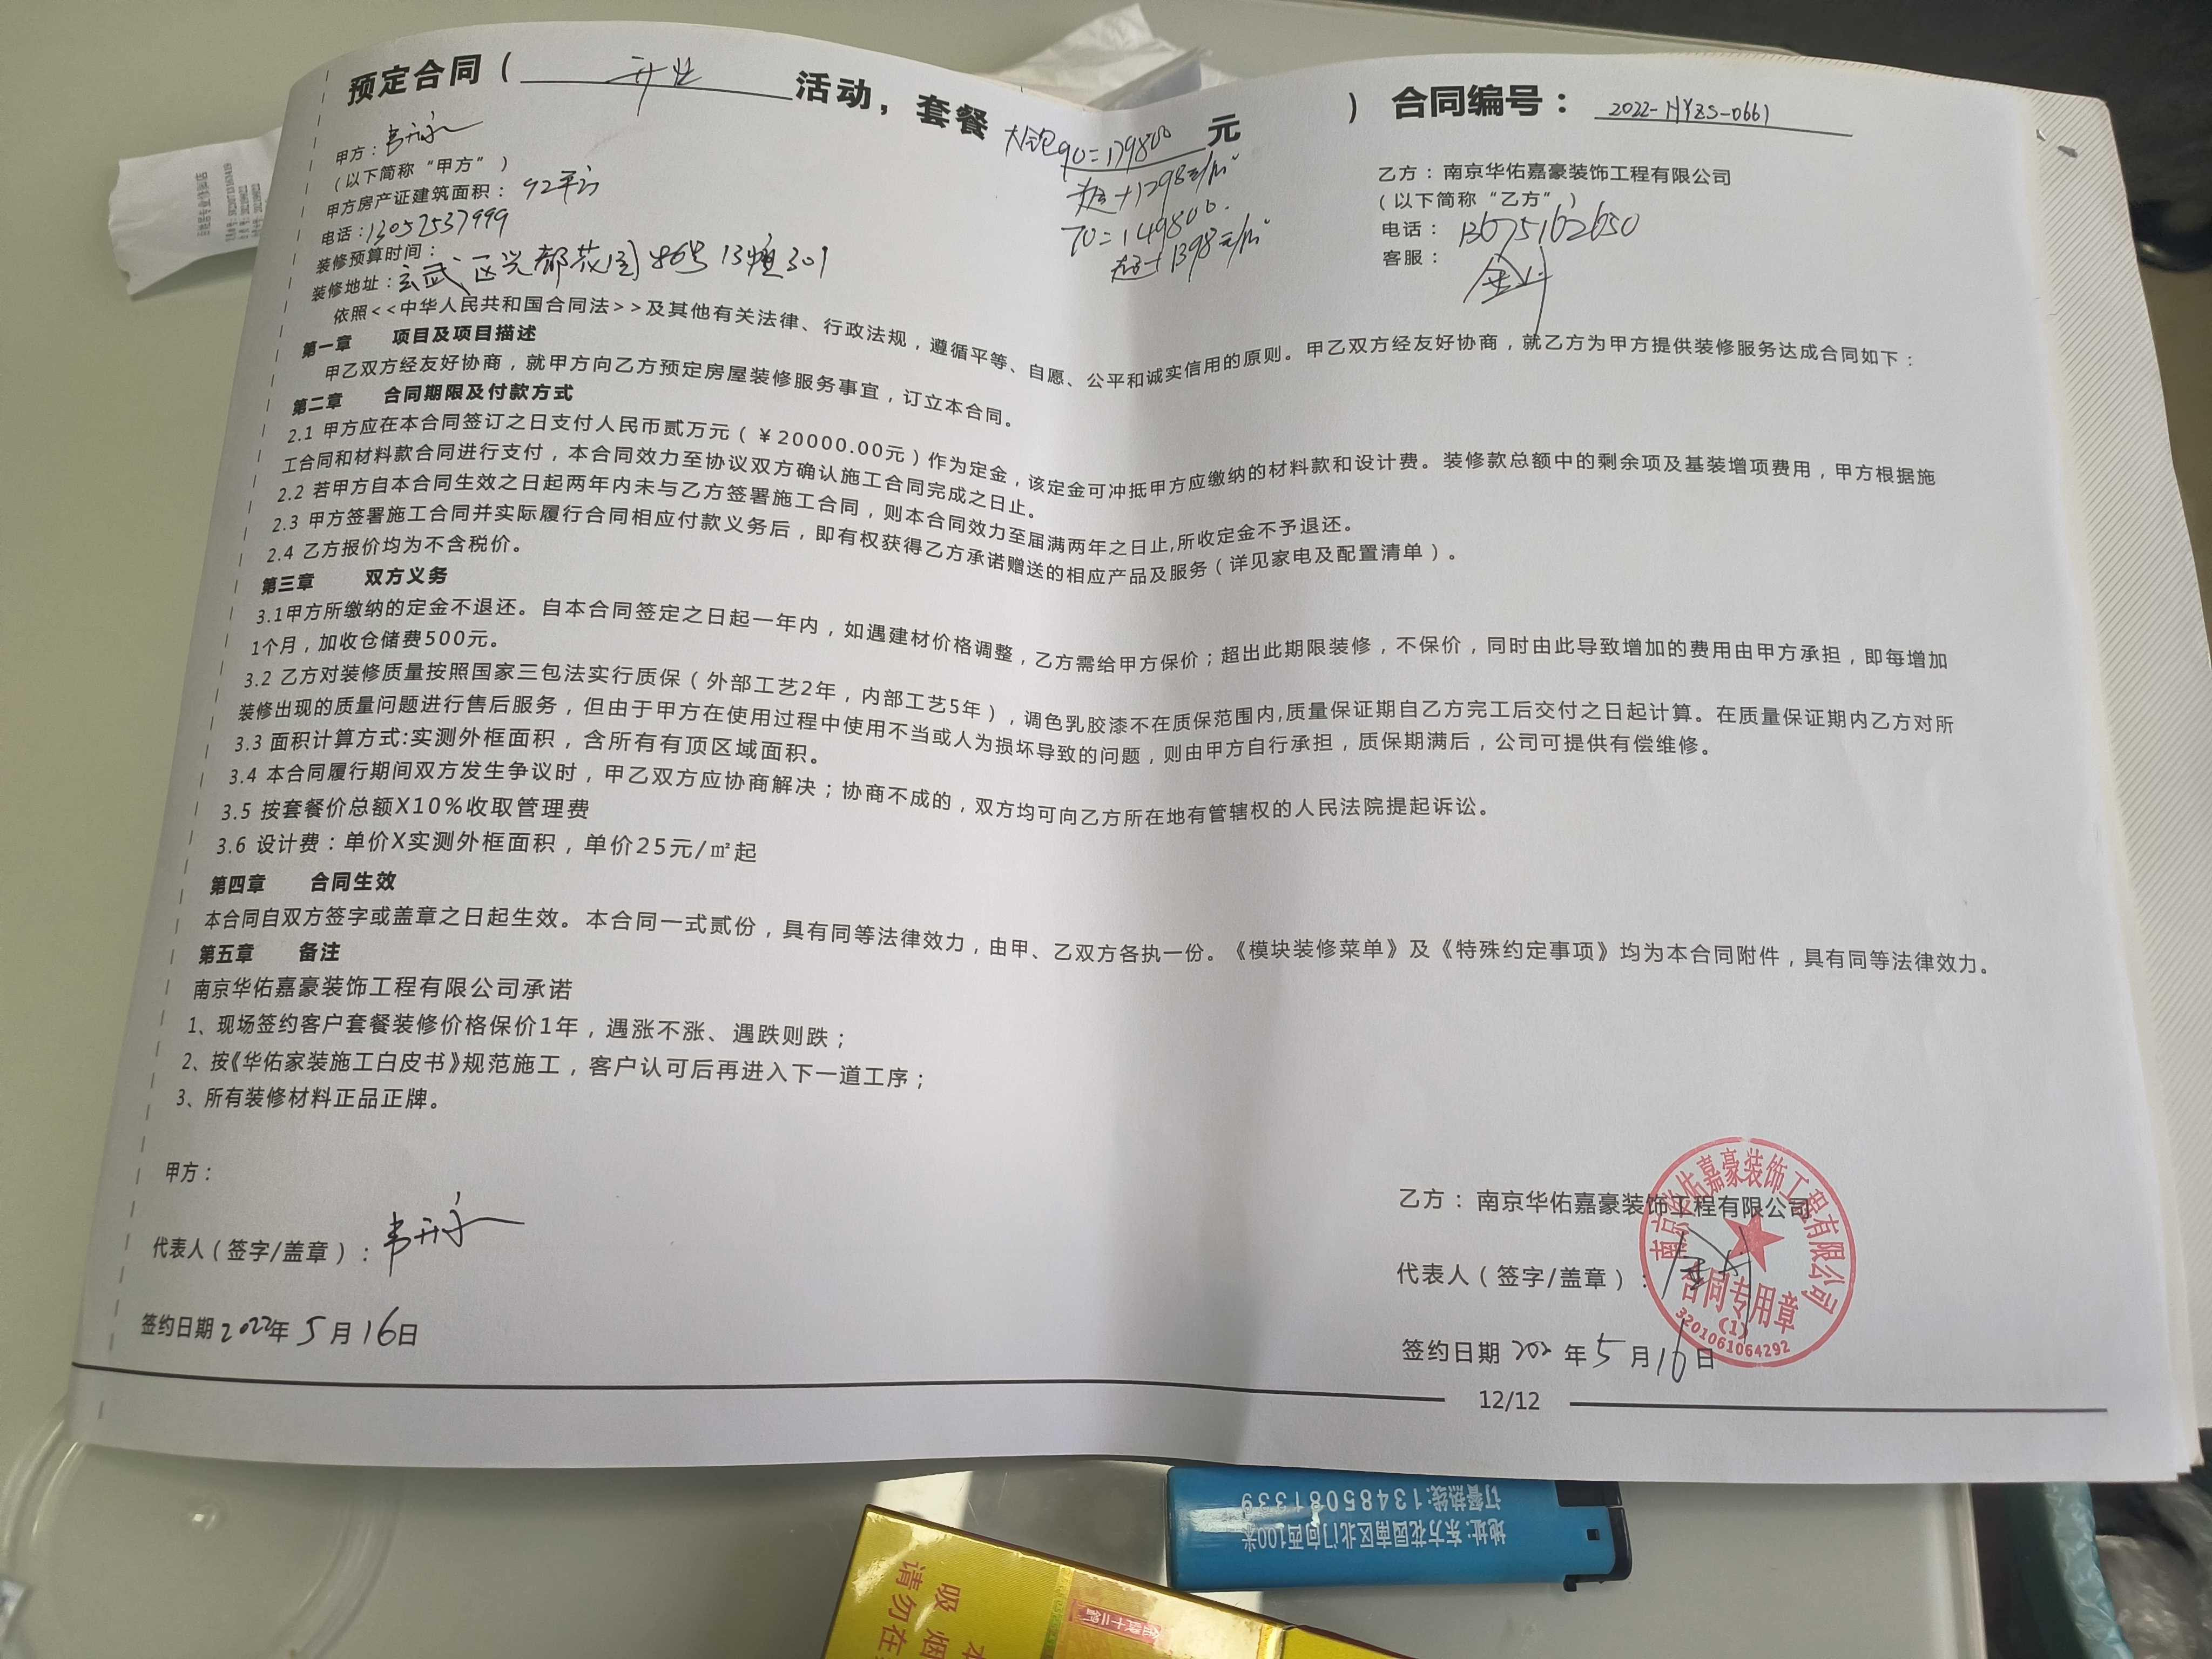 预定合同（ 开业 活动，套餐 大包90=179800 元 ） 合同编号： 2022-HYZS-0661
超+1298元/m²
70=149800.
超+1398元/m²
甲方：
（以下简称“甲方”）
甲方房产证建筑面积： 92平方
电话：13057537999
装修预算时间：
装修地址：玄武区兴都花园 13幢301
乙方：南京华佑嘉豪装饰工程有限公司
（以下简称“乙方”）
电话： 13675162650
客服：
依照<<中华人民共和国合同法>>及其他有关法律、行政法规，遵循平等、自愿、公平和诚实信用的原则。甲乙双方经友好协商，就乙方为甲方提供装修服务达成合同如下：
第一章 项目及项目描述
甲乙双方经友好协商，就甲方向乙方预定房屋装修服务事宜，订立本合同。
第二章 合同期限及付款方式
2.1 甲方应在本合同签订之日支付人民币贰万元（￥20000.00元）作为定金，该定金可冲抵甲方应缴纳的材料款和设计费。装修款总额中的剩余项及基装增项费用，甲方根据施
工合同和材料款合同进行支付，本合同效力至协议双方确认施工合同完成之日止。
2.2 若甲方自本合同生效之日起两年内未与乙方签署施工合同，则本合同效力至届满两年之日止,所收定金不予退还。
2.3 甲方签署施工合同并实际履行合同相应付款义务后，即有权获得乙方承诺赠送的相应产品及服务（详见家电及配置清单）。
2.4 乙方报价均为不含税价。
第三章 双方义务
3.1甲方所缴纳的定金不退还。自本合同签定之日起一年内，如遇建材价格调整，乙方需给甲方保价；超出此期限装修，不保价，同时由此导致增加的费用由甲方承担，即每增加
1个月，加收仓储费500元。
3.2 乙方对装修质量按照国家三包法实行质保（外部工艺2年，内部工艺5年），调色乳胶漆不在质保范围内,质量保证期自乙方完工后交付之日起计算。在质量保证期内乙方对所
装修出现的质量问题进行售后服务，但由于甲方在使用过程中使用不当或人为损坏导致的问题，则由甲方自行承担，质保期满后，公司可提供有偿维修。
3.3 面积计算方式:实测外框面积，含所有有顶区域面积。
3.4 本合同履行期间双方发生争议时，甲乙双方应协商解决；协商不成的，双方均可向乙方所在地有管辖权的人民法院提起诉讼。
3.5 按套餐价总额X10%收取管理费
3.6 设计费：单价X实测外框面积，单价25元/㎡起
第四章 合同生效
本合同自双方签字或盖章之日起生效。本合同一式贰份，具有同等法律效力，由甲、乙双方各执一份。《模块装修菜单》及《特殊约定事项》均为本合同附件，具有同等法律效力。
第五章 备注
南京华佑嘉豪装饰工程有限公司承诺
1、现场签约客户套餐装修价格保价1年，遇涨不涨、遇跌则跌；
2、按《华佑家装施工白皮书》规范施工，客户认可后再进入下一道工序；
3、所有装修材料正品正牌。
甲方：
代表人（签字/盖章）：
签约日期 2022年 5 月 16日
乙方： 南京华佑嘉豪装饰工程有限公司
代表人（签字/盖章）：
签约日期 202 年 5 月 16 日
南京华佑嘉豪装饰工程有限公司
合同专用章
(1)
3201061064292
12/12
地址:东方花园南区北门向西100米
订餐热线:13485081339
吸烟
请勿在